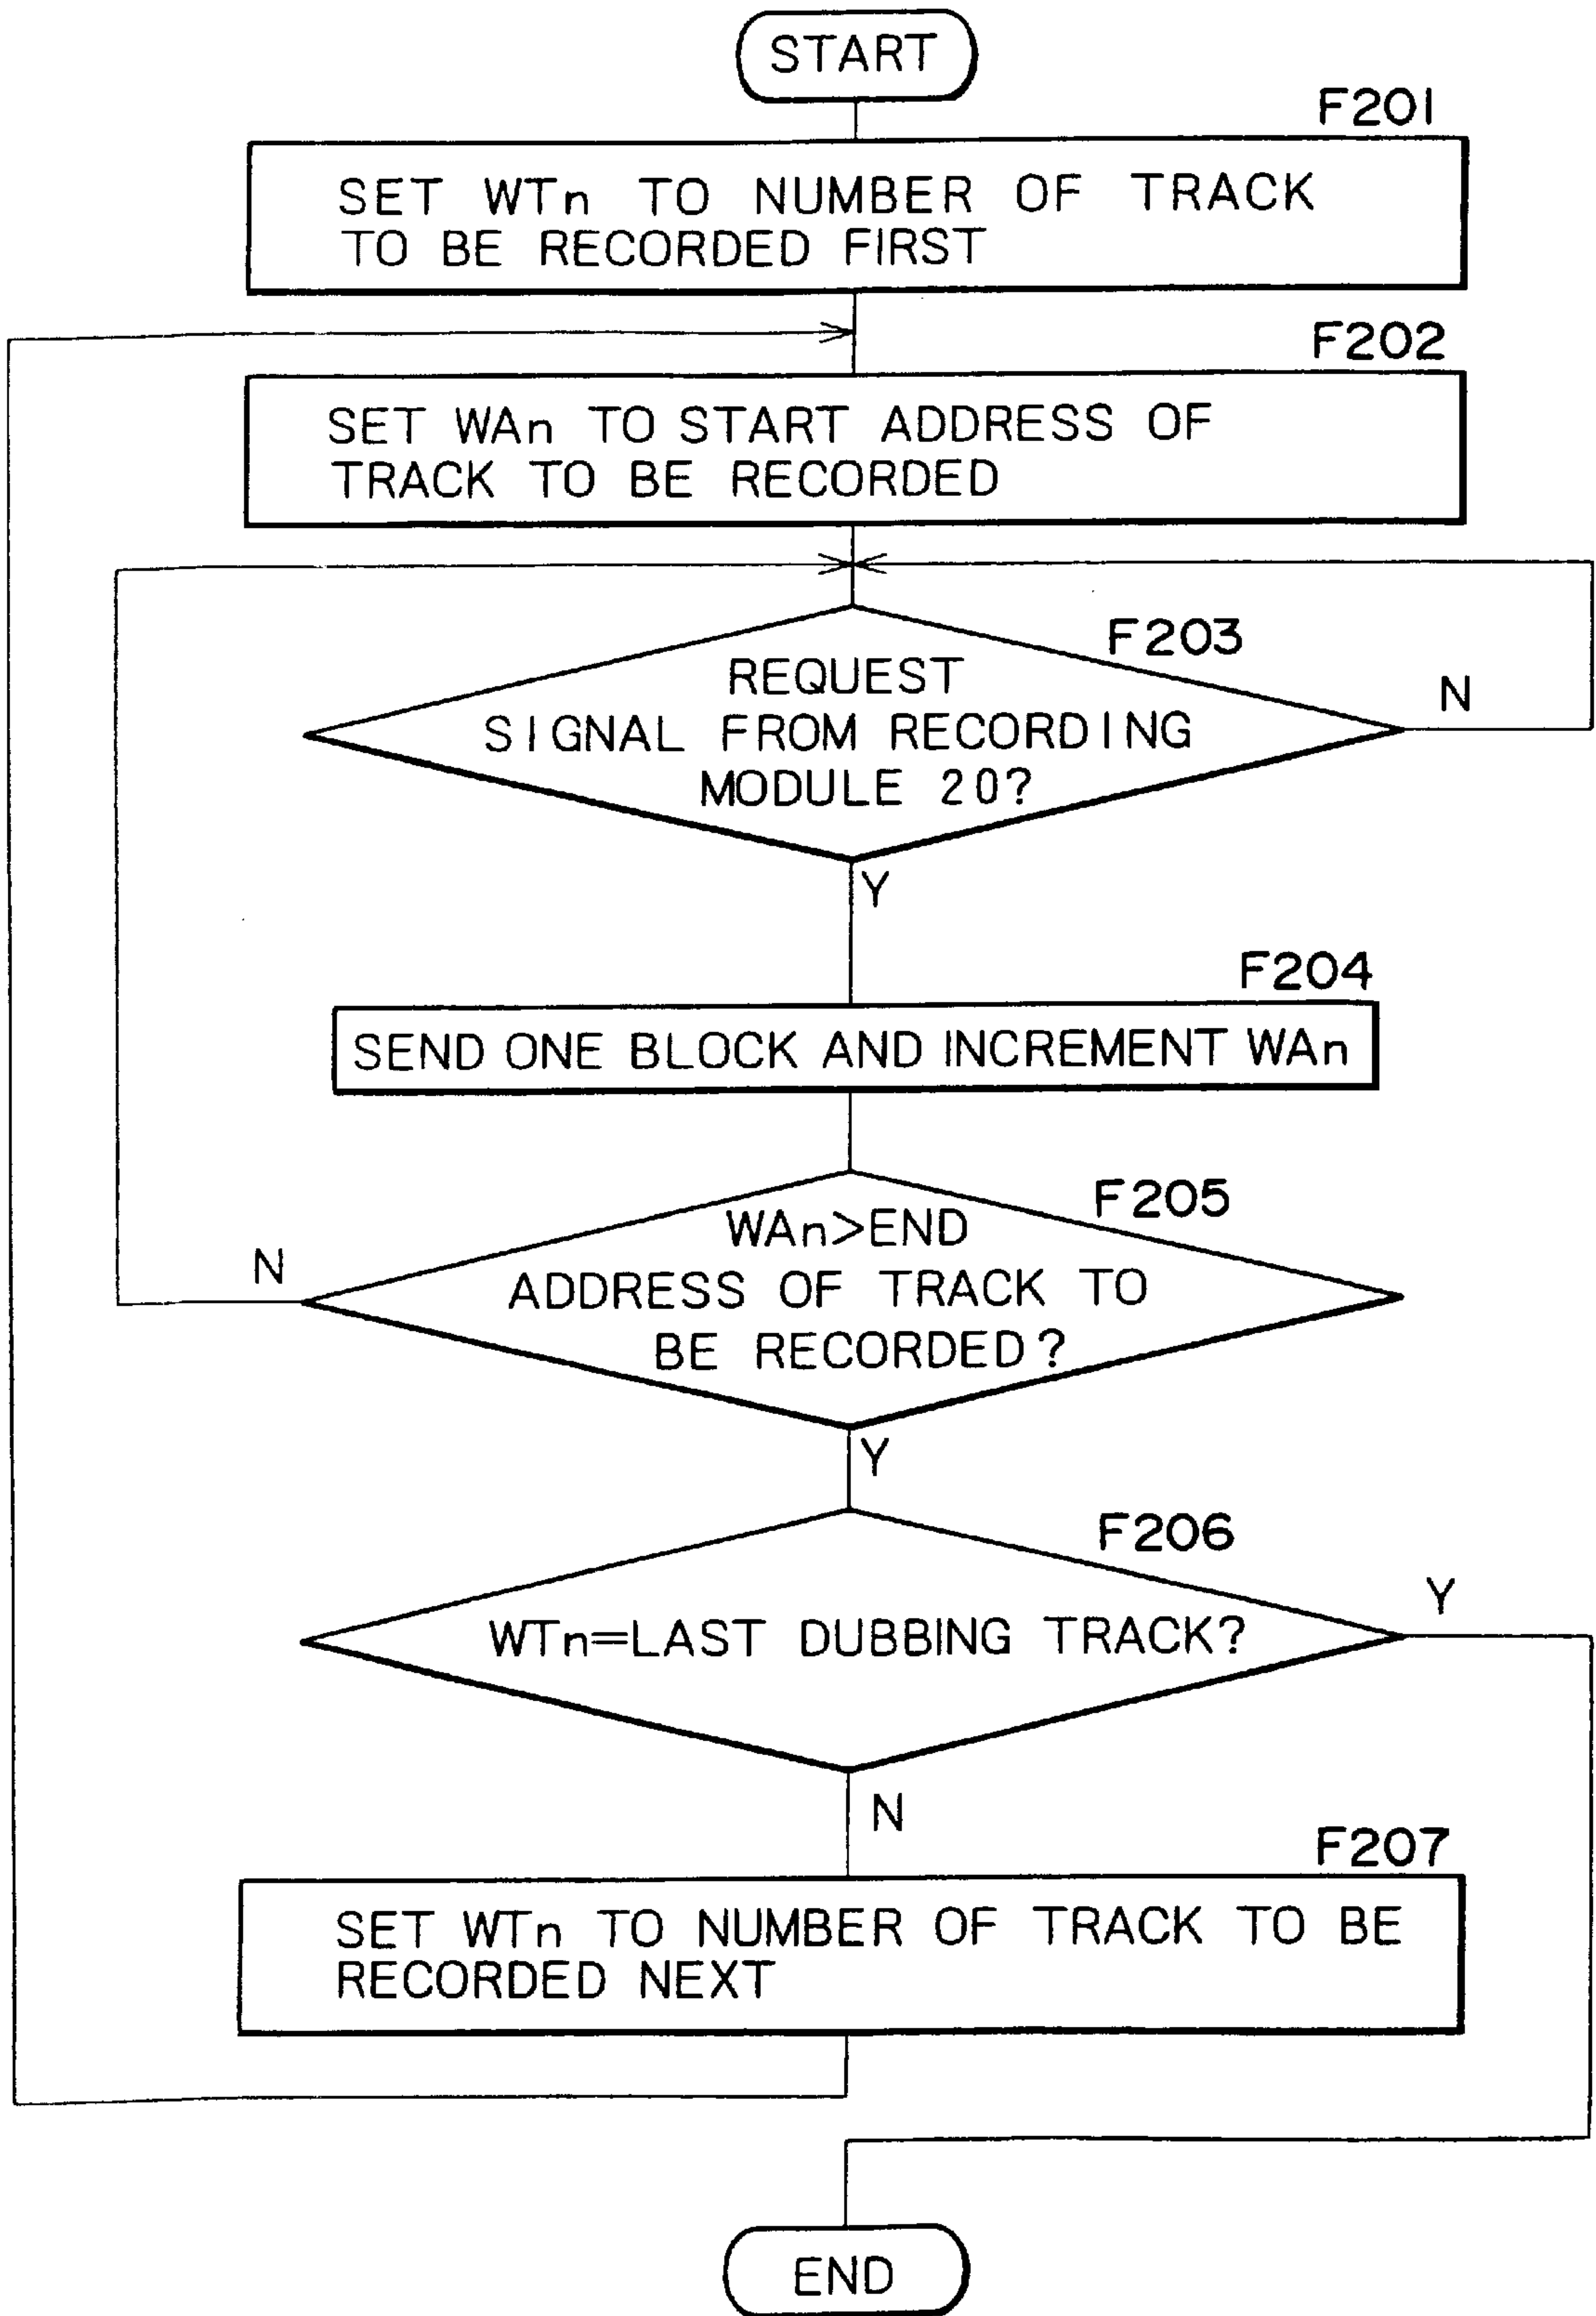 START
F201
SET WTn TO NUMBER OF TRACK
TO BE RECORDED FIRST
F202
SET WAn TO START ADDRESS OF
TRACK TO BE RECORDED
F203
REQUEST
SIGNAL FROM RECORDING
MODULE 20?
N
Y
F204
SEND ONE BLOCK AND INCREMENT WAn
F205
WAn>END
ADDRESS OF TRACK TO
BE RECORDED?
N
Y
F206
WTn=LAST DUBBING TRACK?
Y
N
F207
SET WTn TO NUMBER OF TRACK TO BE
RECORDED NEXT
END